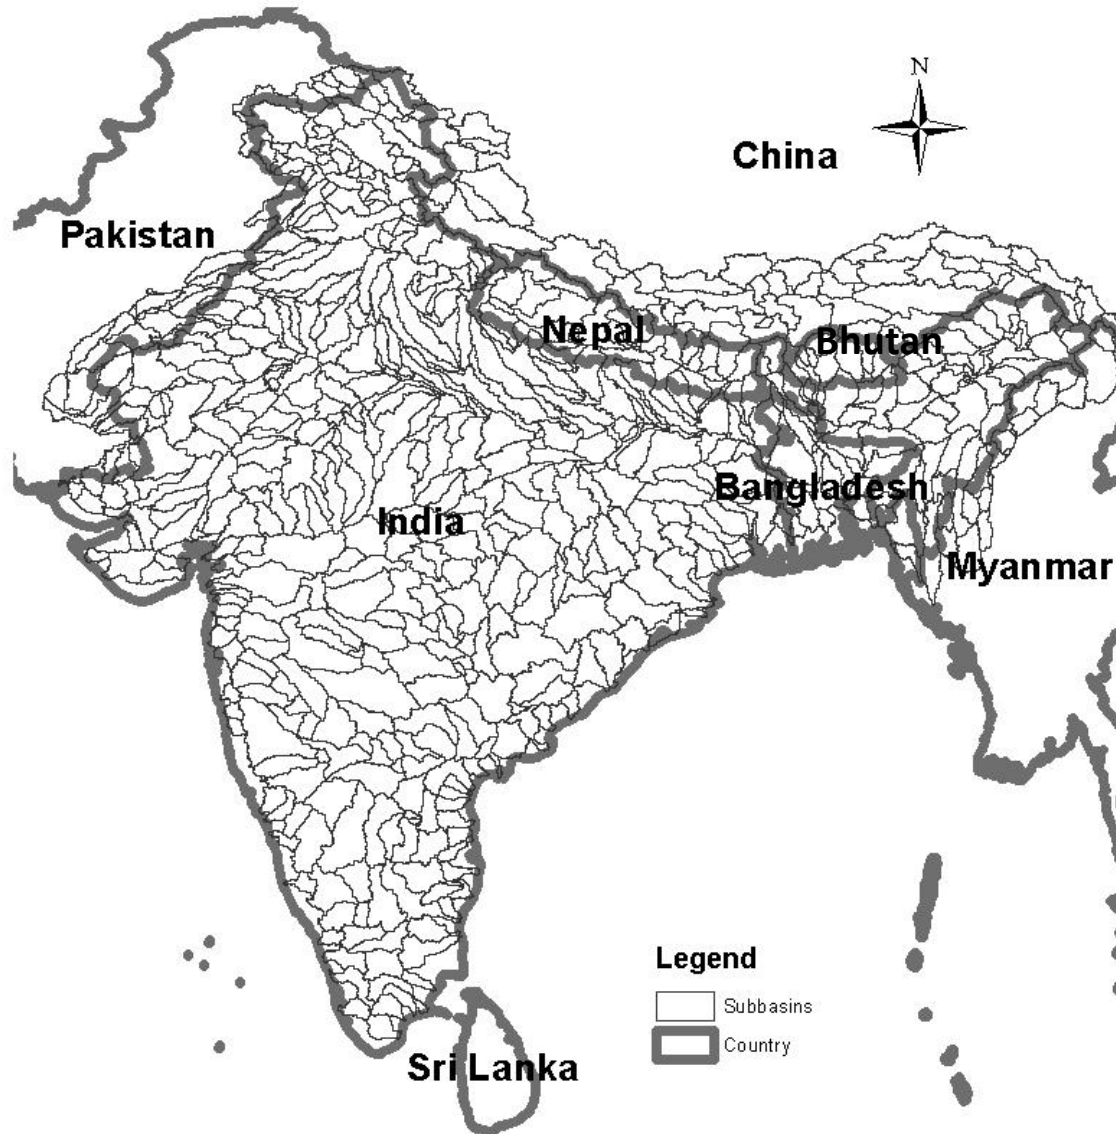 N
China
Pakistan
Nepal
Bhutan
Bangladesh
India
Myanmar
Legend
Subbasins
Country
Sri Lanka